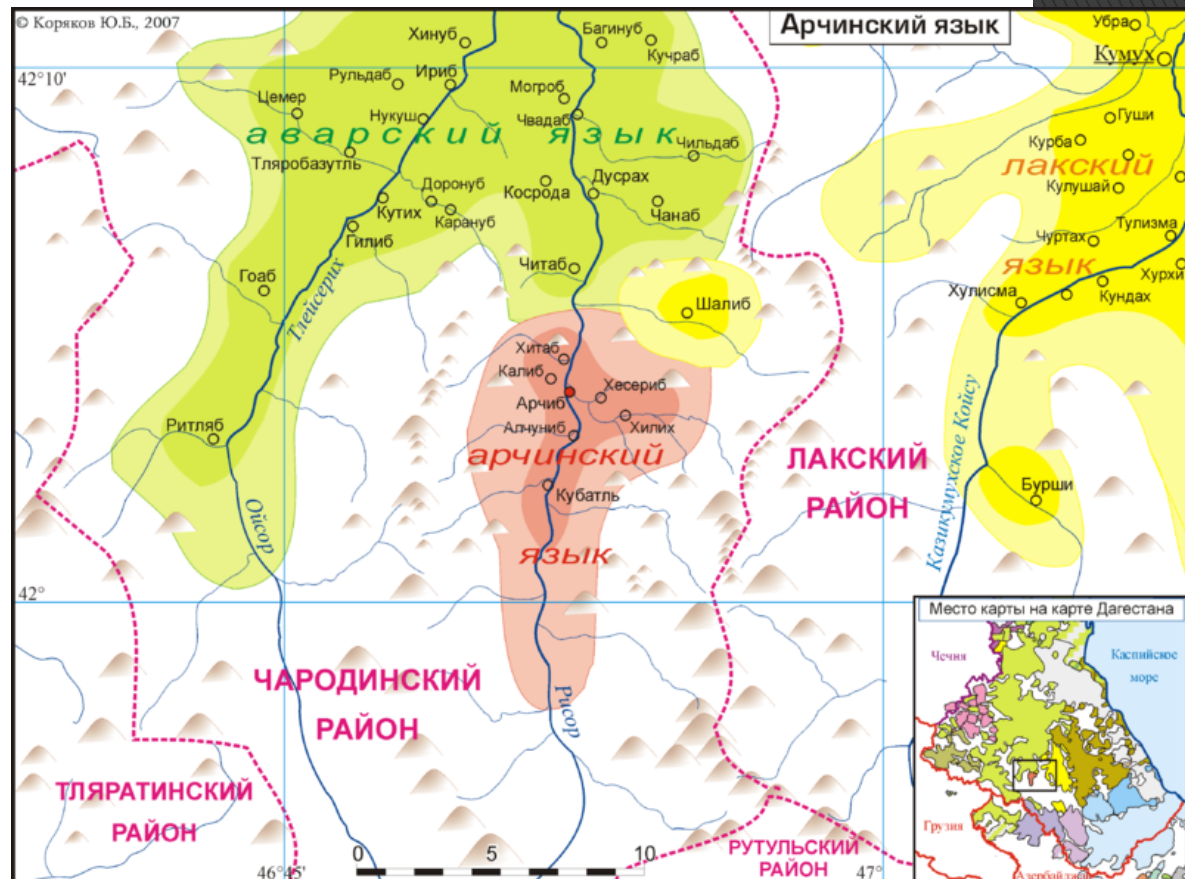 © Коряков Ю.Б., 2007
Арчинский язык
42°10'
Хинуб
Багинуб
Кучраб
Убра
Кумух
Рульдаб
Ириб
Могроб
Цемер
Нукуш
Чвадаб
Гуши
аварский язык
Чильдаб
Курба
Тляробазутль
лакский
Доронуб
Косрода
Дусрах
Кулушай
Кутих
Карануб
Чанаб
Гилиб
Чуртах
Тулизма
Читаб
язык
Хурхи
Гоаб
Тлейсерих
Шалиб
Хулисма
Кундах
Хитаб
Калиб
Хесериб
Арчиб
Ритляб
Алчуниб
Хилих
Казикумухское Койсу
арчинский
ЛАКСКИЙ
РАЙОН
Кубатль
Бурши
Ойсор
язык
42°
Место карты на карте Дагестана
Чечня
Каспийское
море
ЧАРОДИНСКИЙ
РАЙОН
Рисор
ТЛЯРАТИНСКИЙ
РАЙОН
Грузия
РУТУЛЬСКИЙ
РАЙОН
0 5 10
46°45'
47°
Азербайджан